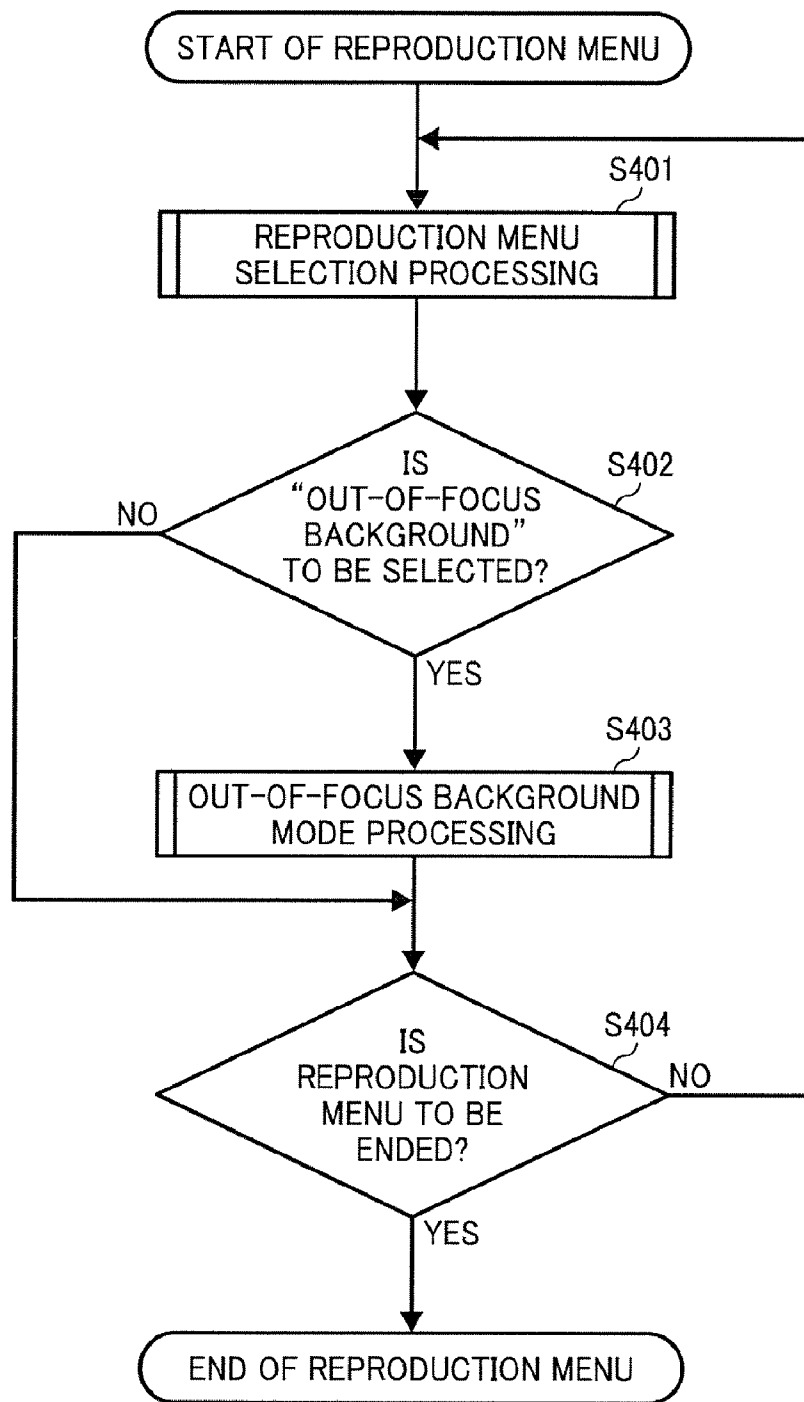 START OF REPRODUCTION MENU
S401
REPRODUCTION MENU
SELECTION PROCESSING
S402
IS
“OUT-OF-FOCUS
BACKGROUND”
TO BE SELECTED?
NO
YES
S403
OUT-OF-FOCUS BACKGROUND
MODE PROCESSING
S404
IS
REPRODUCTION
MENU TO BE
ENDED?
NO
YES
END OF REPRODUCTION MENU